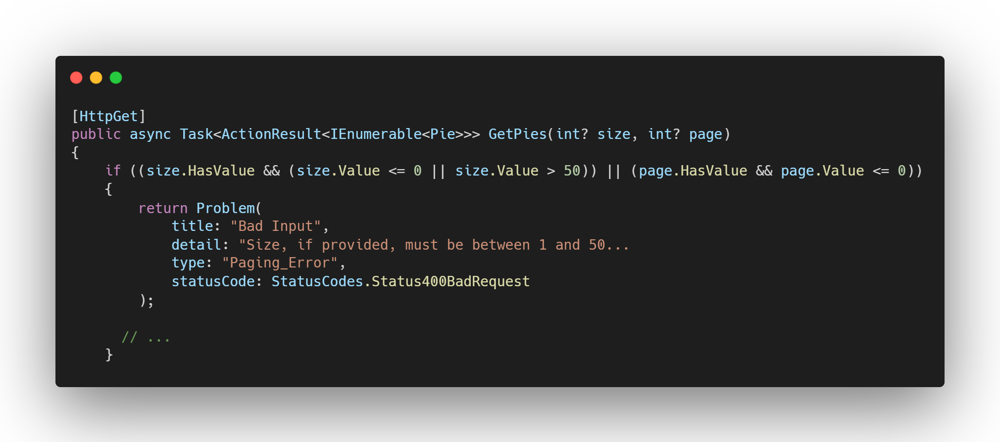 [HttpGet]
public async Task<ActionResult<IEnumerable<Pie>>> GetPies(int? size, int? page)
{
    if ((size.HasValue && (size.Value <= 0 || size.Value > 50)) || (page.HasValue && page.Value <= 0))
    {
        return Problem(
            title: "Bad Input",
            detail: "Size, if provided, must be between 1 and 50...
            type: "Paging_Error",
            statusCode: StatusCodes.Status400BadRequest
        );

      // ...
    }